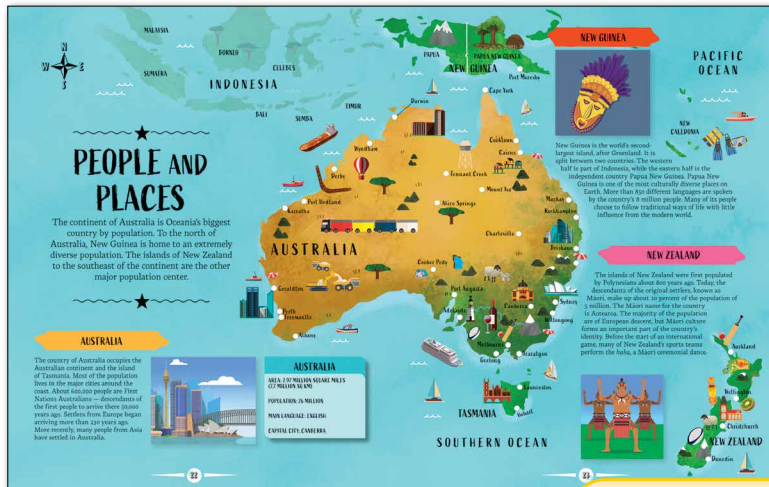 MALAYSIA
BORNEO
CELEBES
SUMATRA
INDONESIA
BALI
SUMBA
TIMOR
PAPUA
PAPUA NEW GUINEA
NEW GUINEA
Port Moresby
Cape York
N
W
E
S
PEOPLE AND
PLACES
The continent of Australia is Oceania's biggest
country by population. To the north of
Australia, New Guinea is home to an extremely
diverse population. The islands of New Zealand
to the southeast of the continent are the other
major population center.
Darwin
Wyndham
Derby
Port Hedland
Karratha
Cooktown
Cairns
Tennant Creek
Mount Isa
Alice Springs
Mackay
Rockhampton
Charleville
Brisbane
AUSTRALIA
Coober Pedy
Geraldton
Perth
Freemantle
Albany
Port Augusta
Adelaide
Canberra
Sydney
Wollongong
Melbourne
Geelong
Traralgon
Launceston
TASMANIA
Hobart
SOUTHERN OCEAN
NEW GUINEA
PACIFIC
OCEAN
NEW
CALEDONIA
New Guinea is the world's second-
largest island, after Greenland. It is
split between two countries. The western
half is part of Indonesia, while the eastern half is the
independent country Papua New Guinea. Papua New
Guinea is one of the most culturally diverse places on
Earth. More than 850 different languages are spoken
by the country's 8 million people. Many of its people
choose to follow traditional ways of life with little
influence from the modern world.
NEW ZEALAND
The islands of New Zealand were first populated
by Polynesians about 800 years ago. Today, the
descendants of the original settlers, known as
Māori, make up about 20 percent of the population of
5 million. The Māori name for the country
is Aotearoa. The majority of the population
are of European descent, but Māori culture
forms an important part of the country's
identity. Before the start of an international
game, many of New Zealand's sports teams
perform the haka, a Māori ceremonial dance.
Auckland
Wellington
Christchurch
NEW ZEALAND
Dunedin
AUSTRALIA
The country of Australia occupies the
Australian continent and the island
of Tasmania. Most of the population
lives in the major cities around the
coast. About 600,000 people are First
Nations Australians — descendants of
the first people to arrive there 50,000
years ago. Settlers from Europe began
arriving more than 230 years ago.
More recently, many people from Asia
have settled in Australia.
AUSTRALIA
AREA: 2.97 MILLION SQUARE MILES
(7.7 MILLION SQ KM)
POPULATION: 26 MILLION
MAIN LANGUAGE: ENGLISH
CAPITAL CITY: CANBERRA
22
23